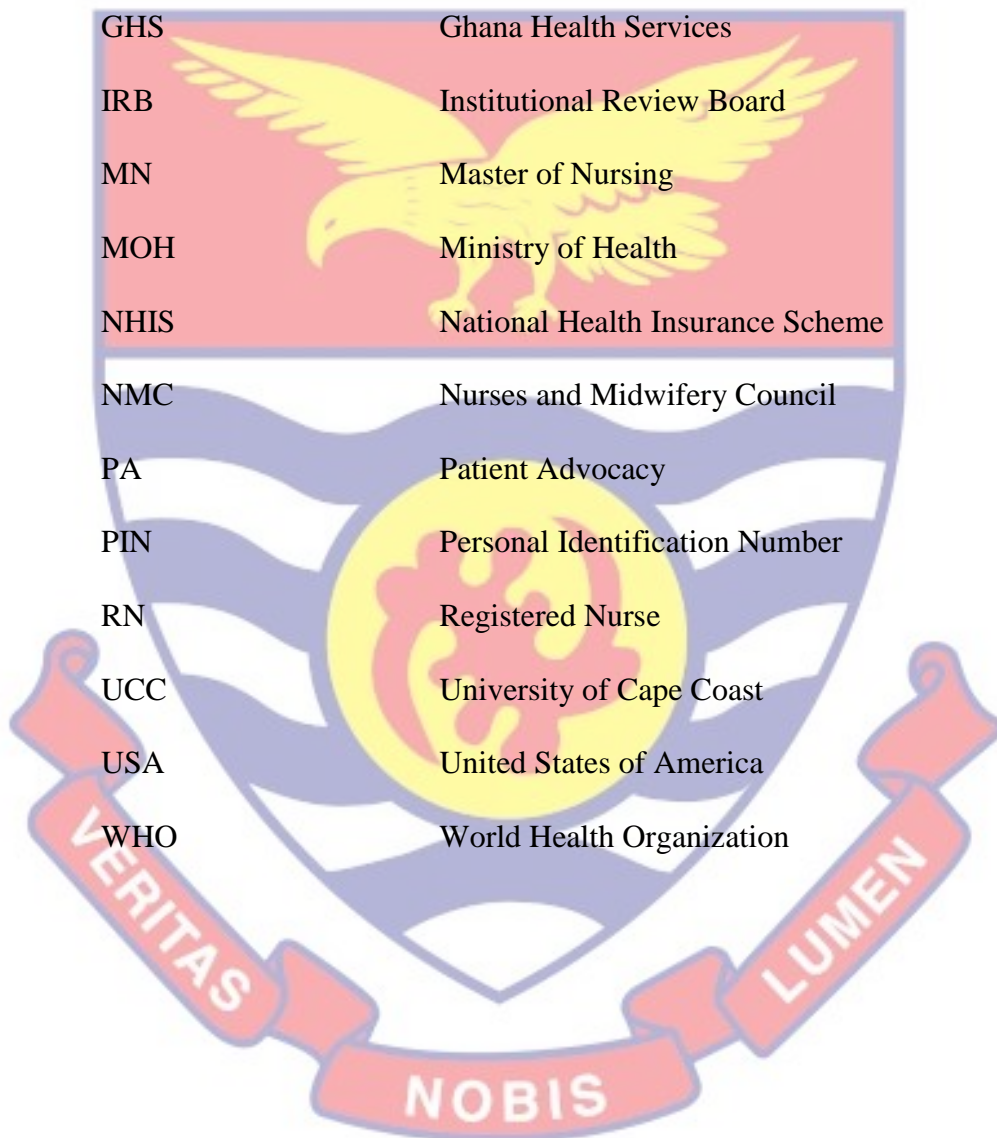 GHS Ghana Health Services
IRB Institutional Review Board
MN Master of Nursing
MOH Ministry of Health
NHIS National Health Insurance Scheme
NMC Nurses and Midwifery Council
PA Patient Advocacy
PIN Personal Identification Number
RN Registered Nurse
UCC University of Cape Coast
USA United States of America
WHO World Health Organization
VERITAS
NOBIS
LUMEN